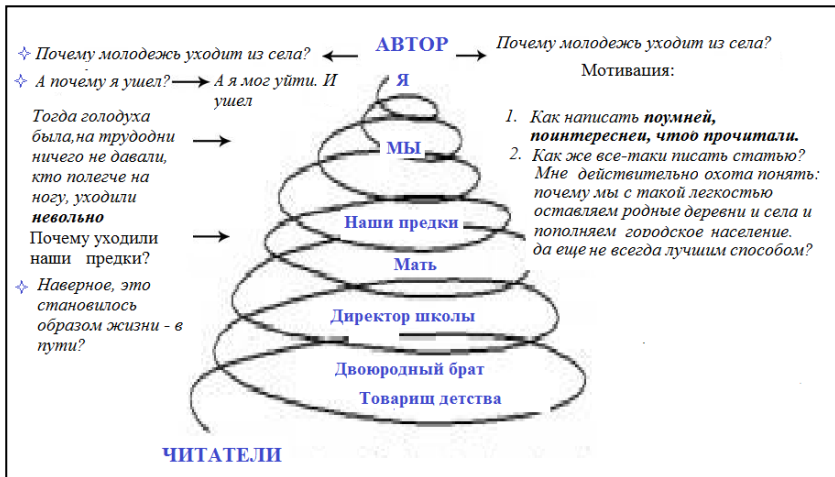 АВТОР
Почему молодежь уходит из села?
А почему я ушел?
А я мог уйти. И
ушел
Тогда голодуха
была,на трудодни
ничего не давали,
кто полегче на
ногу, уходили
невольно
Почему уходили
наши предки?
Наверное, это
становилось
образом жизни - в
пути?
Я
МЫ
Наши предки
Мать
Директор школы
Двоюродный брат
Товарищ детства
ЧИТАТЕЛИ
Почему молодежь уходит из села?
Мотивация:
1. Как написать поумней,
поинтересней, чтоб прочитали.
2. Как же все-таки писать статью?
Мне действительно охота понять:
почему мы с такой легкостью
оставляем родные деревни и села и
пополняем городское население.
да еще не всегда лучшим способом?